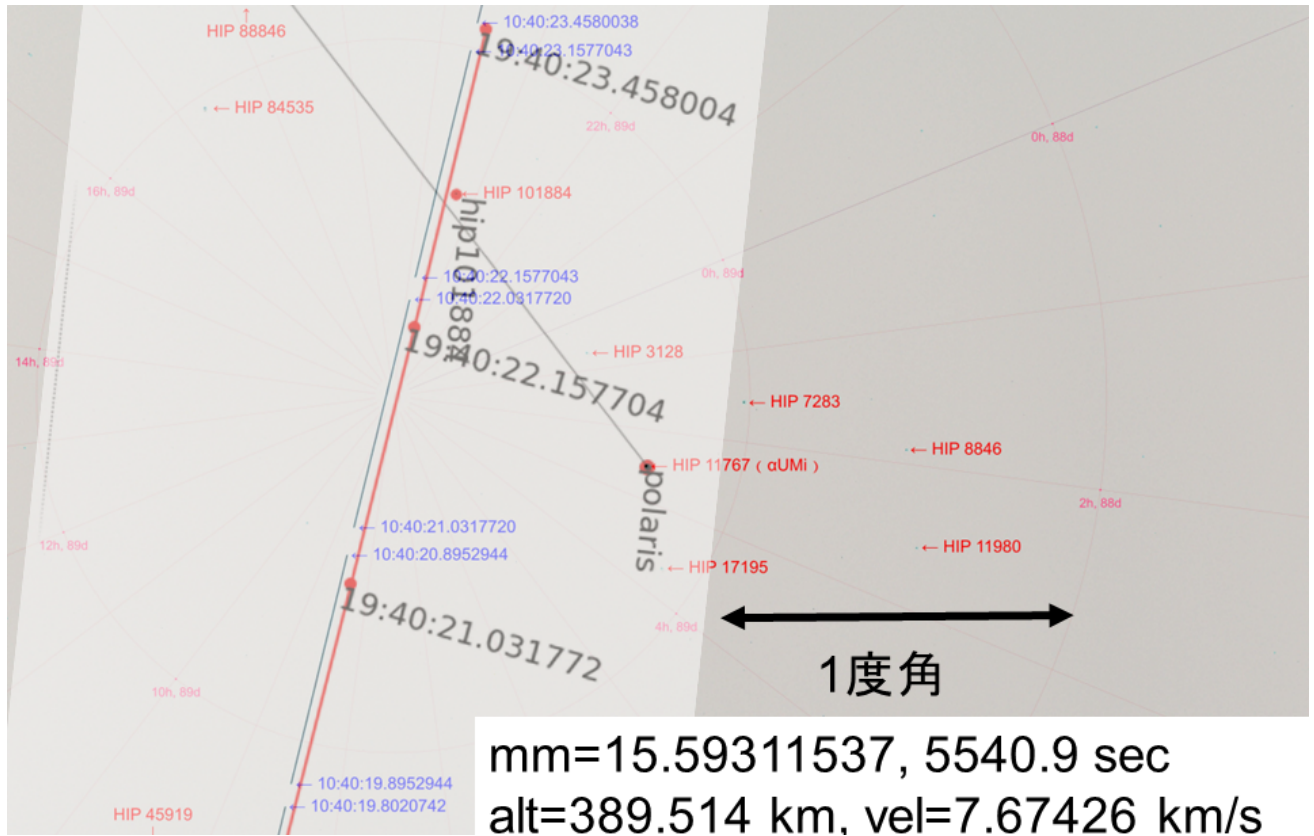 ← 10:40:23.4580038
HIP 88846
← 10:40:23.1577043
19:40:23.458004
← HIP 84535
22h, 89d
0h, 88d
16h, 89d
← HIP 101884
hip101884
0h, 89d
← 10:40:22.1577043
← 10:40:22.0317720
14h, 89d
19:40:22.157704
← HIP 3128
← HIP 7283
← HIP 8846
← HIP 11767 ( αUMi )
polaris
2h, 88d
← 10:40:21.0317720
12h, 89d
← 10:40:20.8952944
← HIP 11980
← HIP 17195
19:40:21.031772
4h, 89d
1度角
10h, 89d
← 10:40:19.8952944
← 10:40:19.8020742
HIP 45919
mm=15.59311537, 5540.9 sec
alt=389.514 km, vel=7.67426 km/s